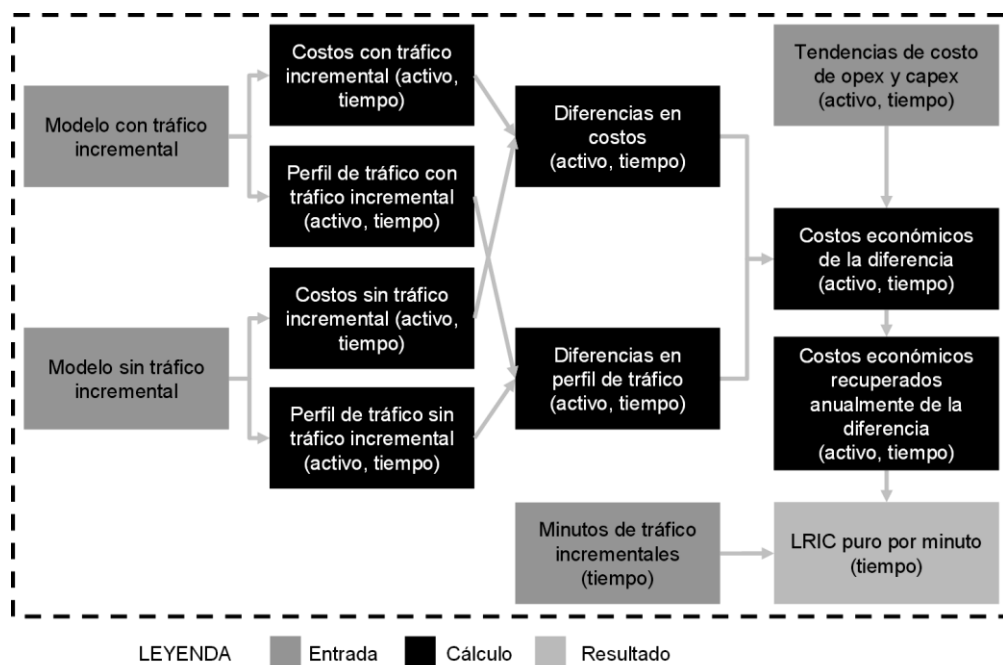 Modelo con tráfico
incremental
Modelo sin tráfico
incremental
Costos con tráfico
incremental (activo,
tiempo)
Perfil de tráfico con
tráfico incremental
(activo, tiempo)
Costos sin tráfico
incremental (activo,
tiempo)
Perfil de tráfico sin
tráfico incremental
(activo, tiempo)
Diferencias en
costos
(activo, tiempo)
Diferencias en
perfil de tráfico
(activo, tiempo)
Minutos de tráfico
incrementales
(tiempo)
Tendencias de costo
de opex y capex
(activo, tiempo)
Costos económicos
de la diferencia
(activo, tiempo)
Costos económicos
recuperados
anualmente de la
diferencia
(activo, tiempo)
LRIC puro por minuto
(tiempo)
LEYENDA
Entrada
Cálculo
Resultado